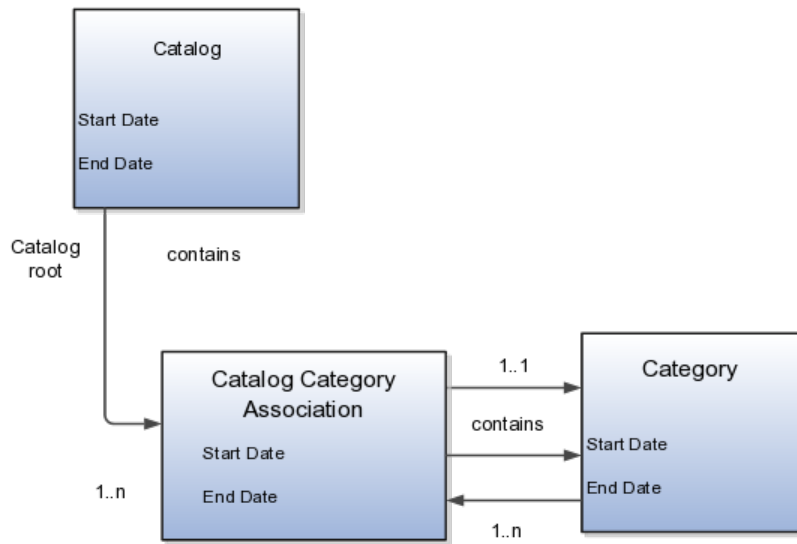 Catalog
Start Date
End Date
Catalog
root
contains
Catalog Category
Association
Start Date
End Date
1..n
1..1
contains
1..n
Category
Start Date
End Date